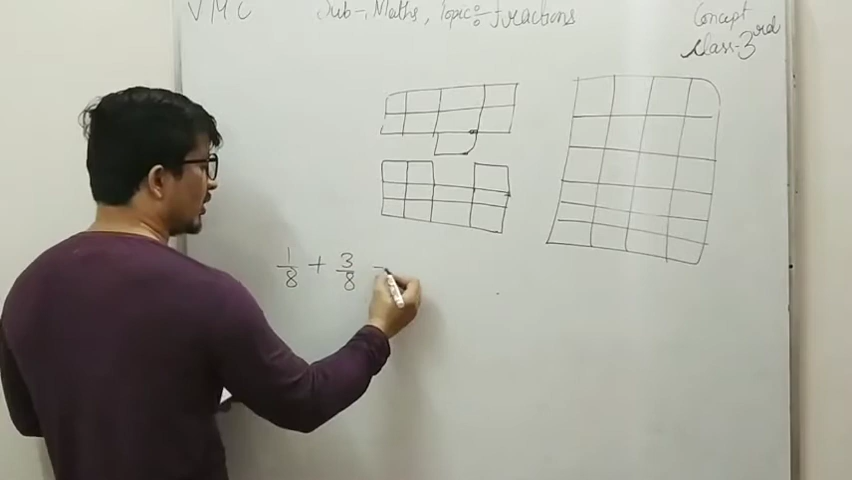 VMC
Sub-, Maths, Topic:- Fractions
Concept
Class-3rd
1/8 + 3/8 =